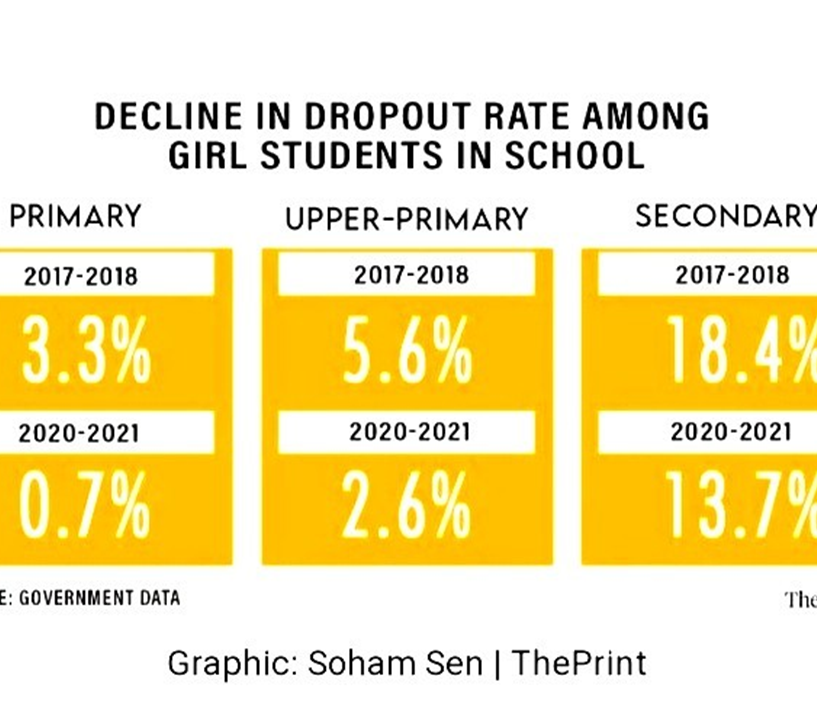 DECLINE IN DROPOUT RATE AMONG
GIRL STUDENTS IN SCHOOL
PRIMARY
2017-2018
3.3%
2020-2021
0.7%
UPPER-PRIMARY
2017-2018
5.6%
2020-2021
2.6%
SECONDARY
2017-2018
18.4%
2020-2021
13.7%
E: GOVERNMENT DATA
The
Graphic: Soham Sen | ThePrint